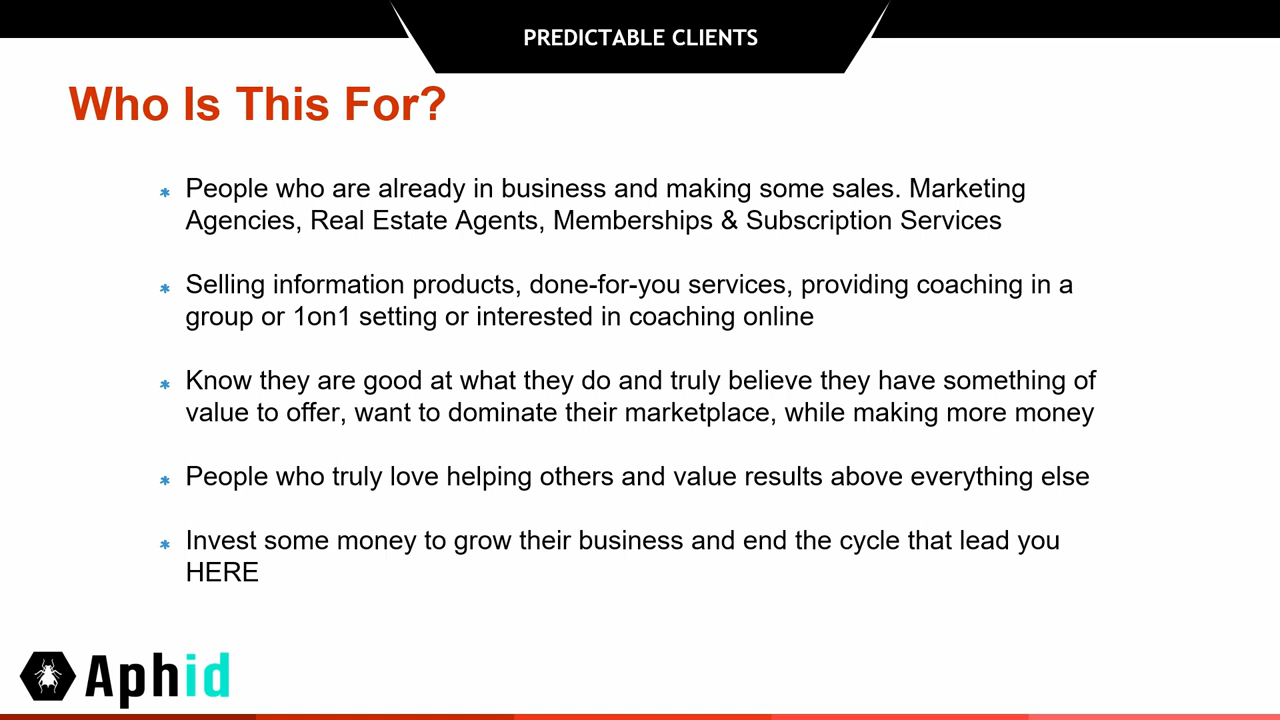 PREDICTABLE CLIENTS
Who Is This For?
* People who are already in business and making some sales. Marketing
Agencies, Real Estate Agents, Memberships & Subscription Services
* Selling information products, done-for-you services, providing coaching in a
group or 1on1 setting or interested in coaching online
* Know they are good at what they do and truly believe they have something of
value to offer, want to dominate their marketplace, while making more money
* People who truly love helping others and value results above everything else
* Invest some money to grow their business and end the cycle that lead you
HERE
Aphid